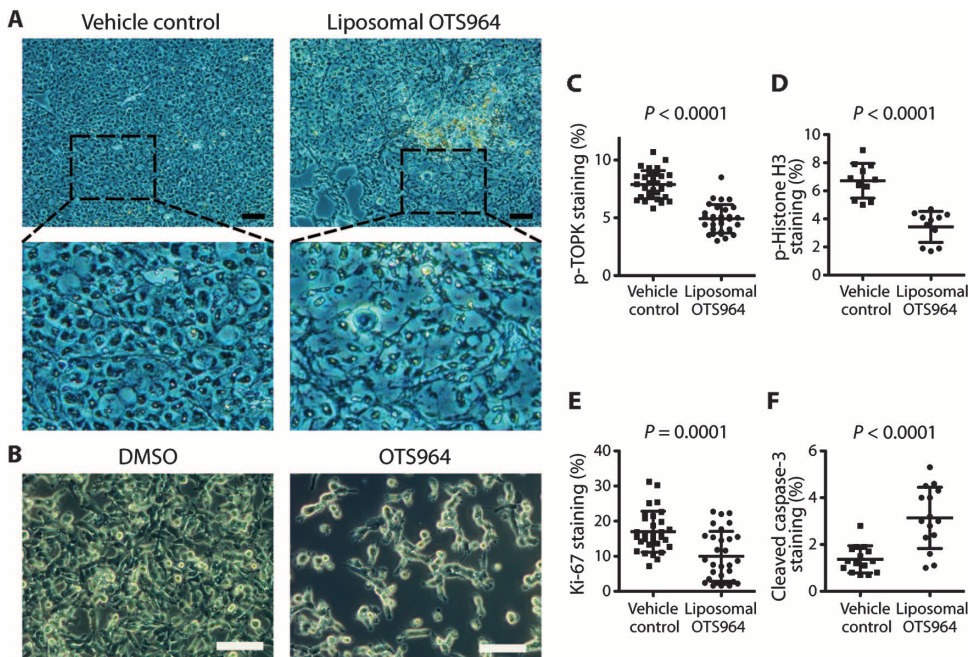 A
Vehicle control
Liposomal OTS964
B
DMSO
OTS964
C
P < 0.0001
p-TOPK staining (%)
10
5
0
Vehicle
control
Liposomal
OTS964
D
P < 0.0001
p-Histone H3
staining (%)
10
8
6
4
2
0
Vehicle
control
Liposomal
OTS964
E
P = 0.0001
Ki-67 staining (%)
40
30
20
10
0
Vehicle
control
Liposomal
OTS964
F
P < 0.0001
Cleaved caspase-3
staining (%)
6
4
2
0
Vehicle
control
Liposomal
OTS964